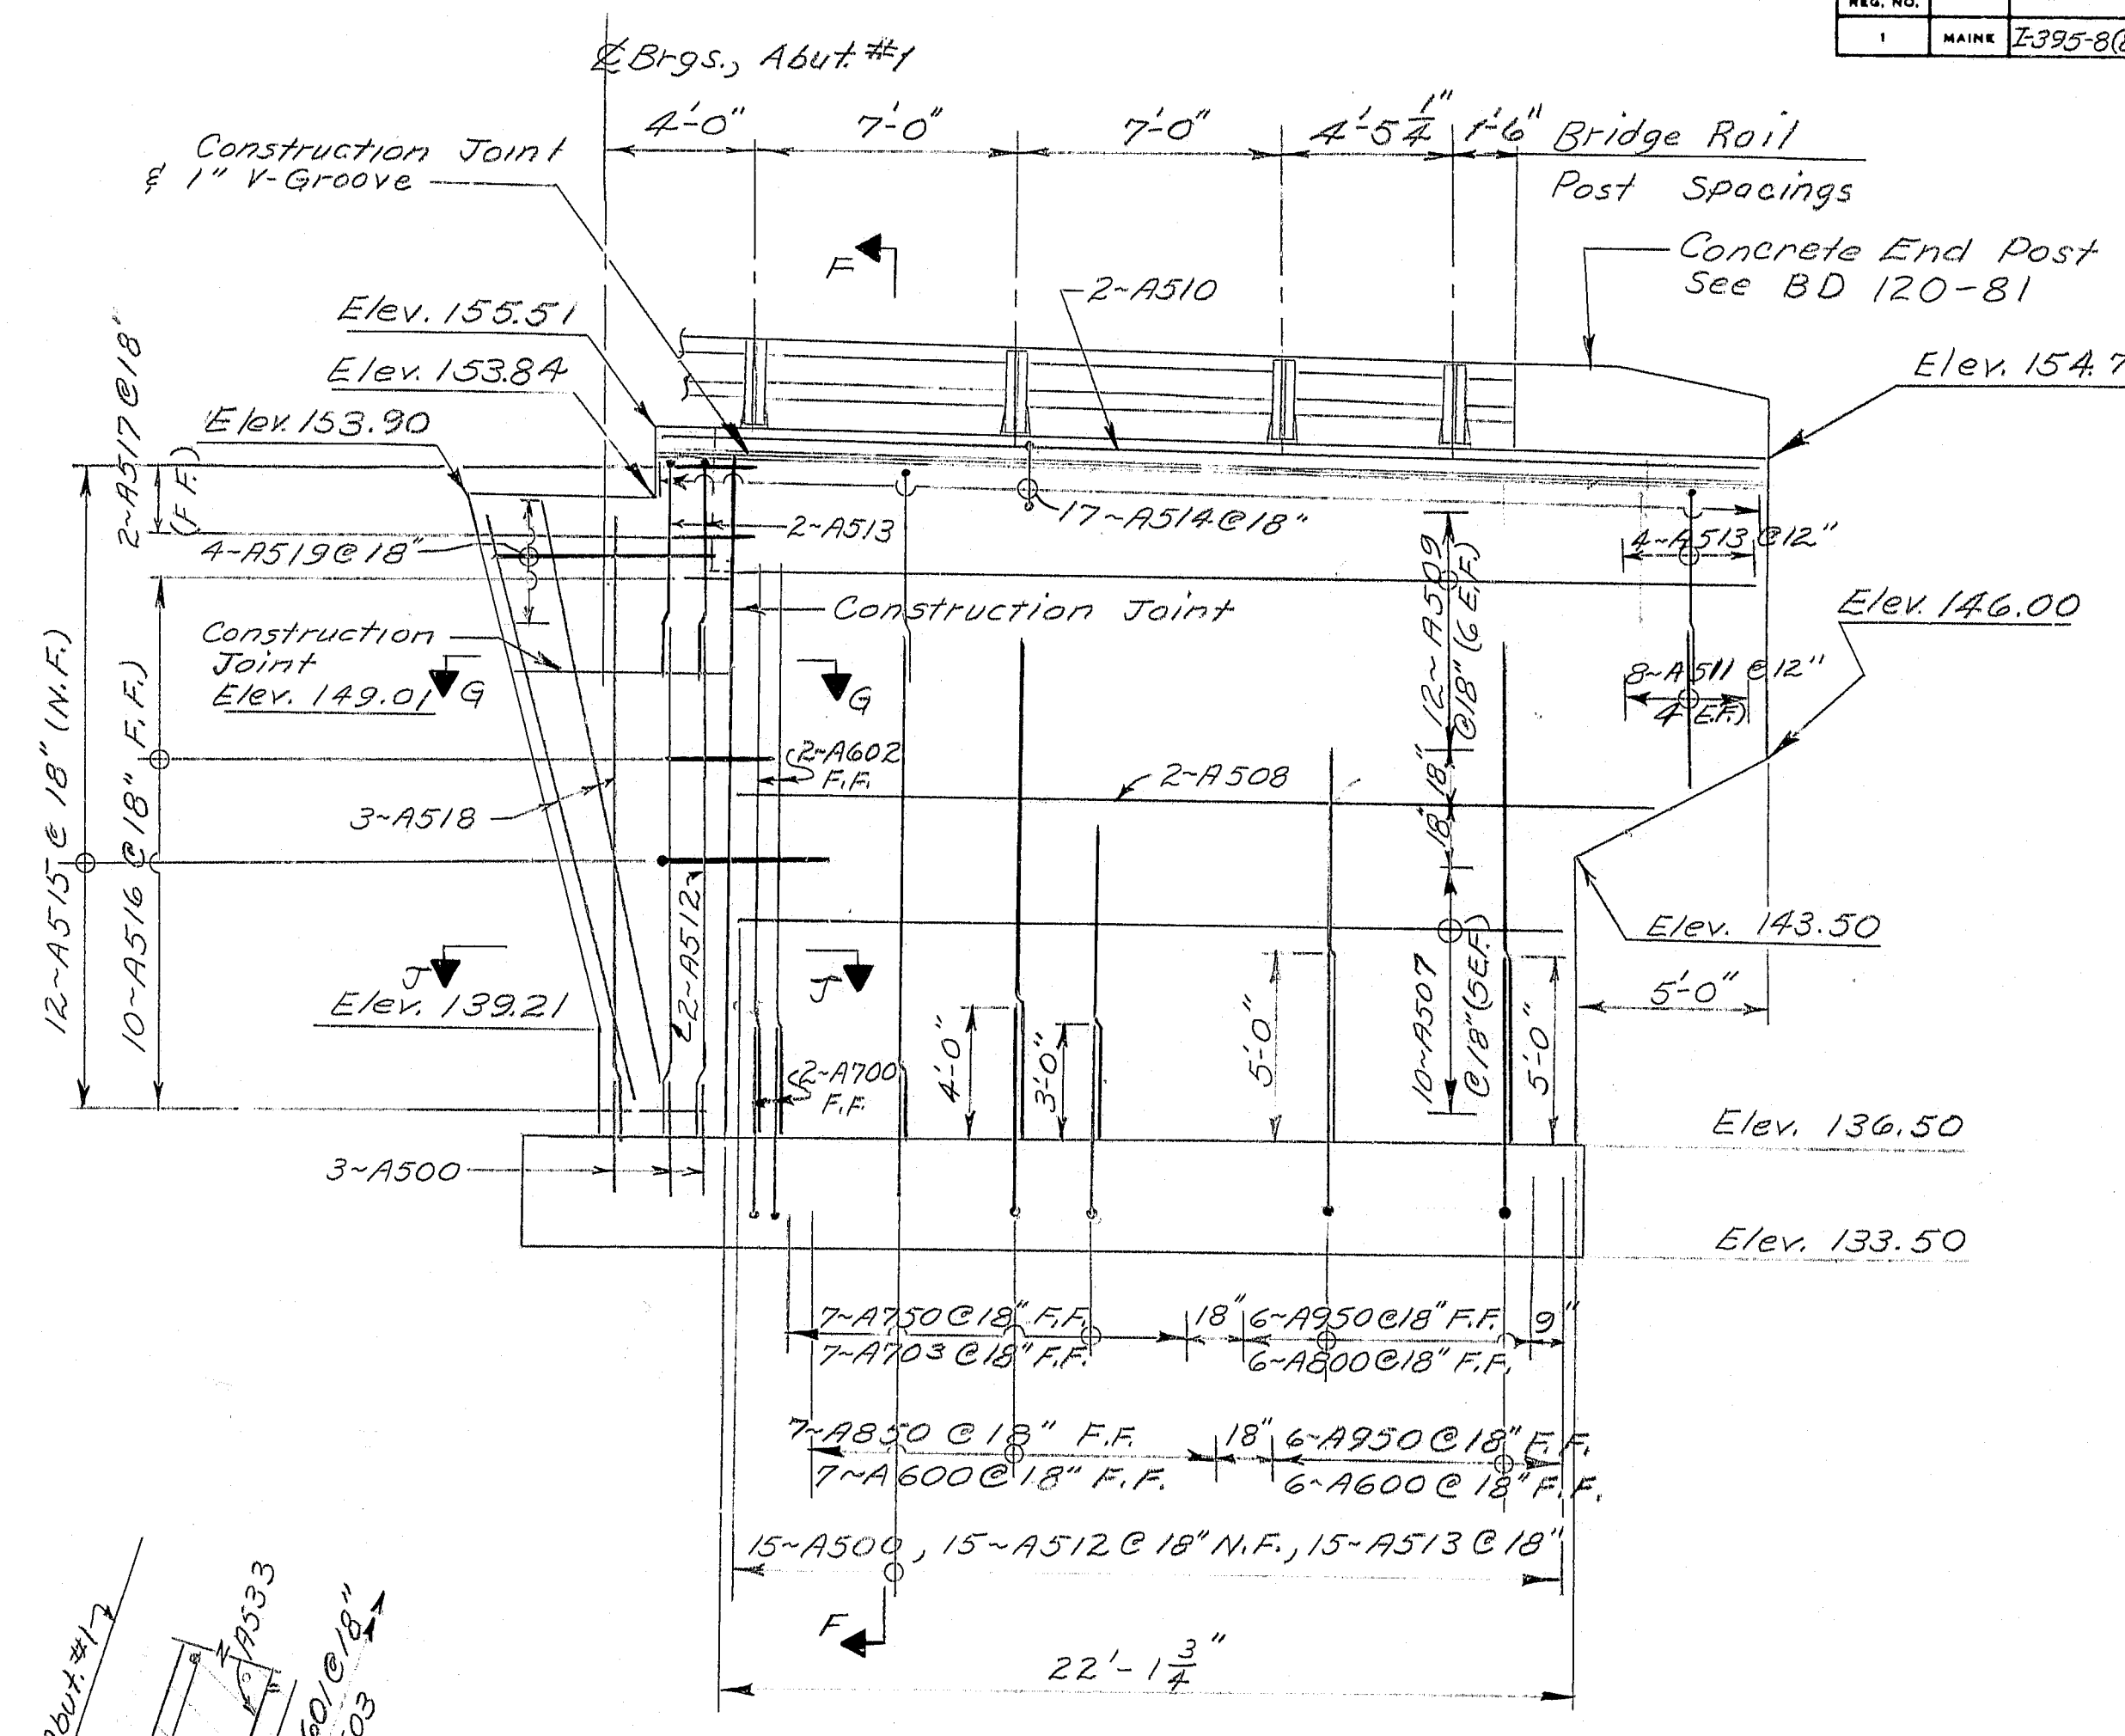 REG. NO.
1 MAINE I-395-8(
℄ Brgs., Abut. #1
4'-0" 7'-0" 7'-0" 4'-5 1/4" 1'-6" Bridge Rail
Post Spacings
Construction Joint
& 1" V-Groove
F
2~A510
Concrete End Post
See BD 120-81
Elev. 155.51
Elev. 153.84
Elev. 153.90
Elev. 154.7
2~A517@18"
(F.F.)
4~A519@18"
2~A513
17~A514@18"
12~A509
@18" (6 E.F.)
4~A513@12"
Construction Joint
Construction
Joint
Elev. 149.01
G
G
Elev. 146.00
8~A511@12"
4 E.F.)
12~A515@18" (N.F.)
10~A516@18" F.F.)
2~A602
F.F.
3~A518
2~A508
18"
18"
2~A512
Elev. 143.50
J
J
Elev. 139.21
5'-0"
10~A507
@18"(5E.F.)
5'-0"
5'-0"
4'-0"
3'-0"
2~A700
F.F.
3~A500
Elev. 136.50
Elev. 133.50
7~A750@18" F.F. 18" 6~A950@18" F.F. 9"
7~A703@18" F.F. 6~A800@18" F.F.
7~A850 @ 18" F.F. 18" 6~A950@18" F.F.
7~A600@18" F.F. 6~A600@18" F.F.
15~A500, 15~A512@18" N.F., 15~A513@18"
F
22'-1 3/4"
Abut. #1
A533
601@18"
503